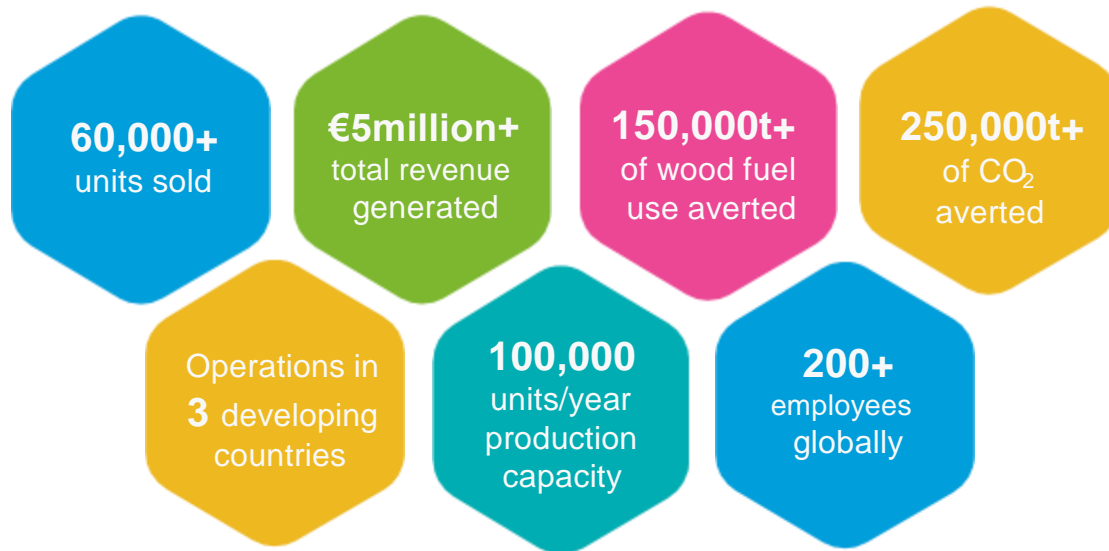 60,000+
units sold
€5million+
total revenue
generated
150,000t+
of wood fuel
use averted
250,000t+
of CO₂
averted
Operations in
3 developing
countries
100,000
units/year
production
capacity
200+
employees
globally